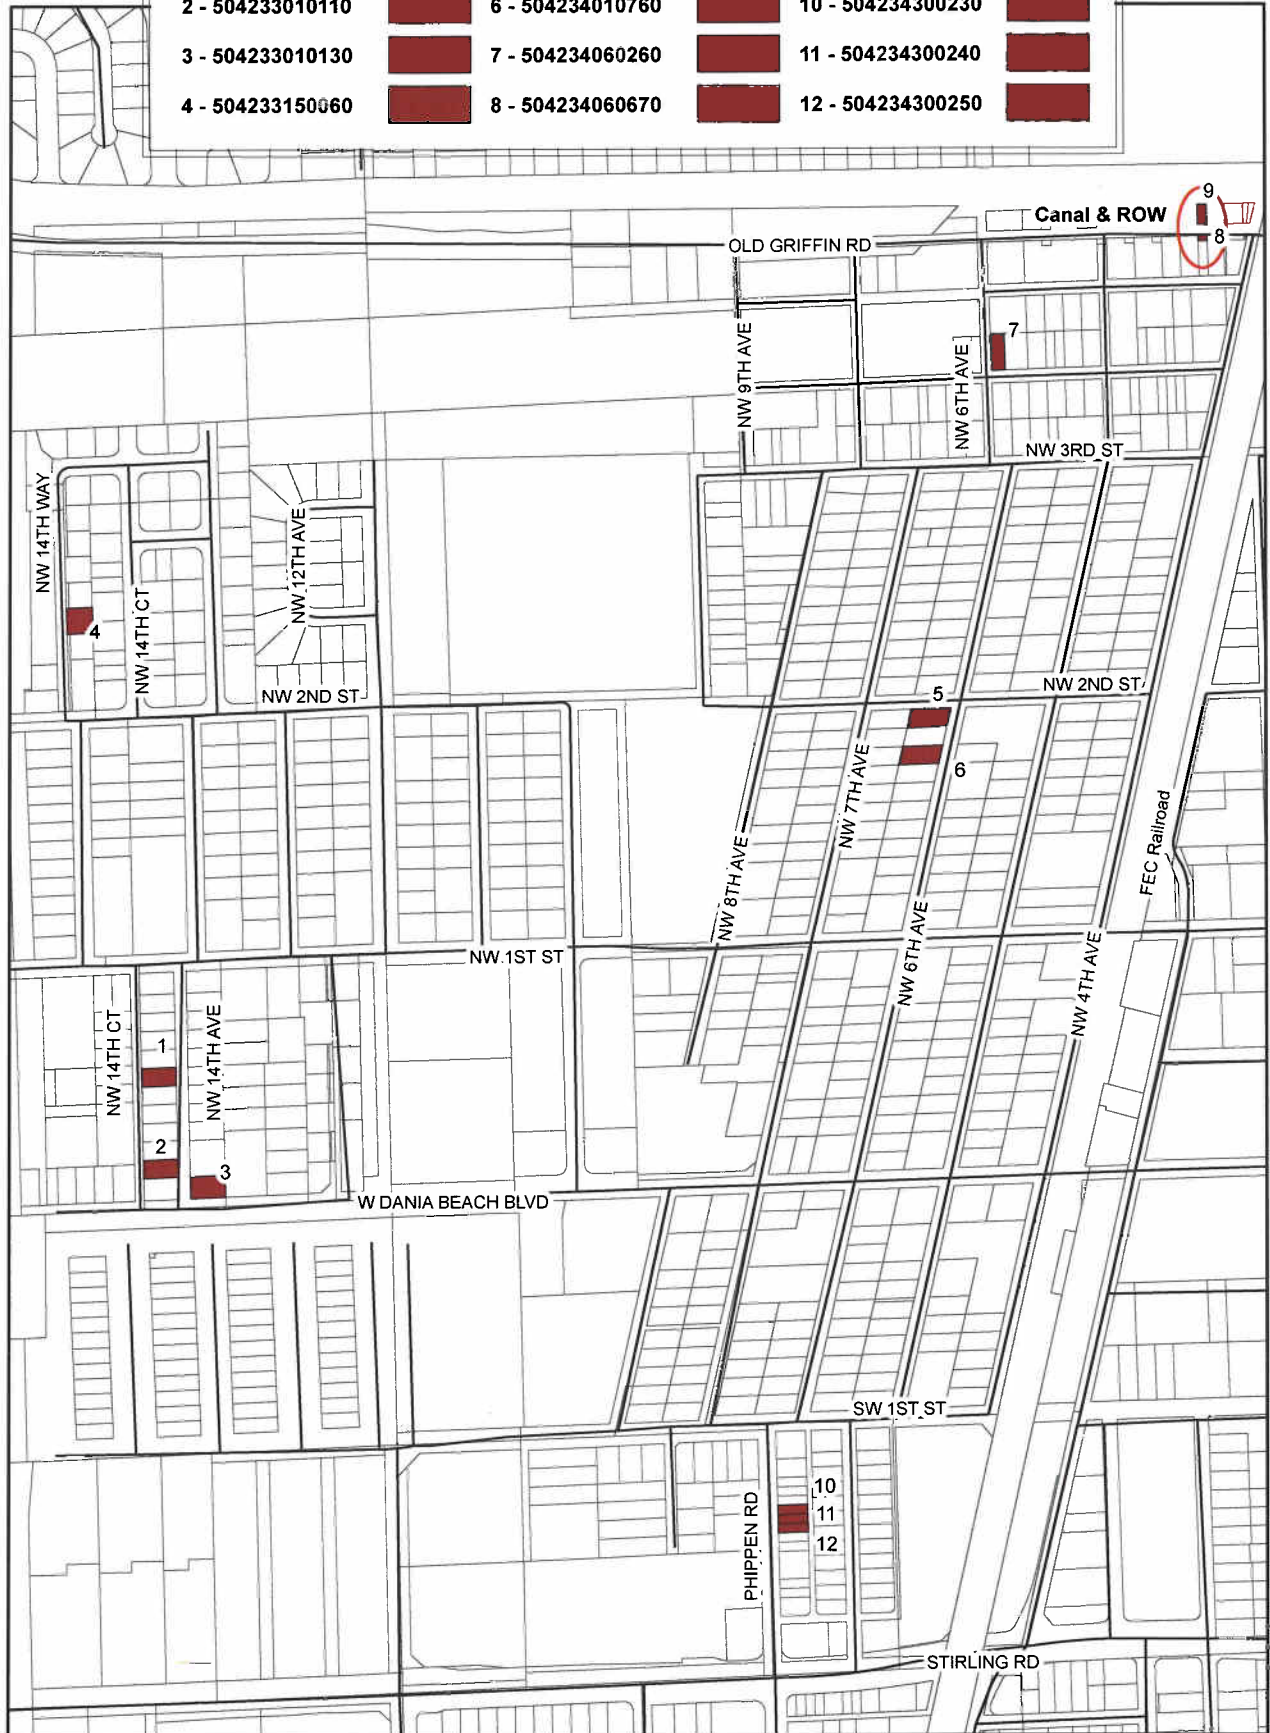 2 - 504233010110 6 - 504234010760 10 - 504234300230
3 - 504233010130 7 - 504234060260 11 - 504234300240
4 - 504233150060 8 - 504234060670 12 - 504234300250
9
Canal & ROW
8
OLD GRIFFIN RD
7
NW 9TH AVE
NW 6TH AVE
NW 3RD ST
NW 14TH WAY
NW 12TH AVE
4
NW 14TH CT
NW 2ND ST
NW 2ND ST
5
6
NW 7TH AVE
FEC Railroad
NW 8TH AVE
NW 6TH AVE
NW 1ST ST
NW 4TH AVE
NW 14TH CT
1
NW 14TH AVE
2
3
W DANIA BEACH BLVD
SW 1ST ST
PHIPPEN RD
10
11
12
STIRLING RD